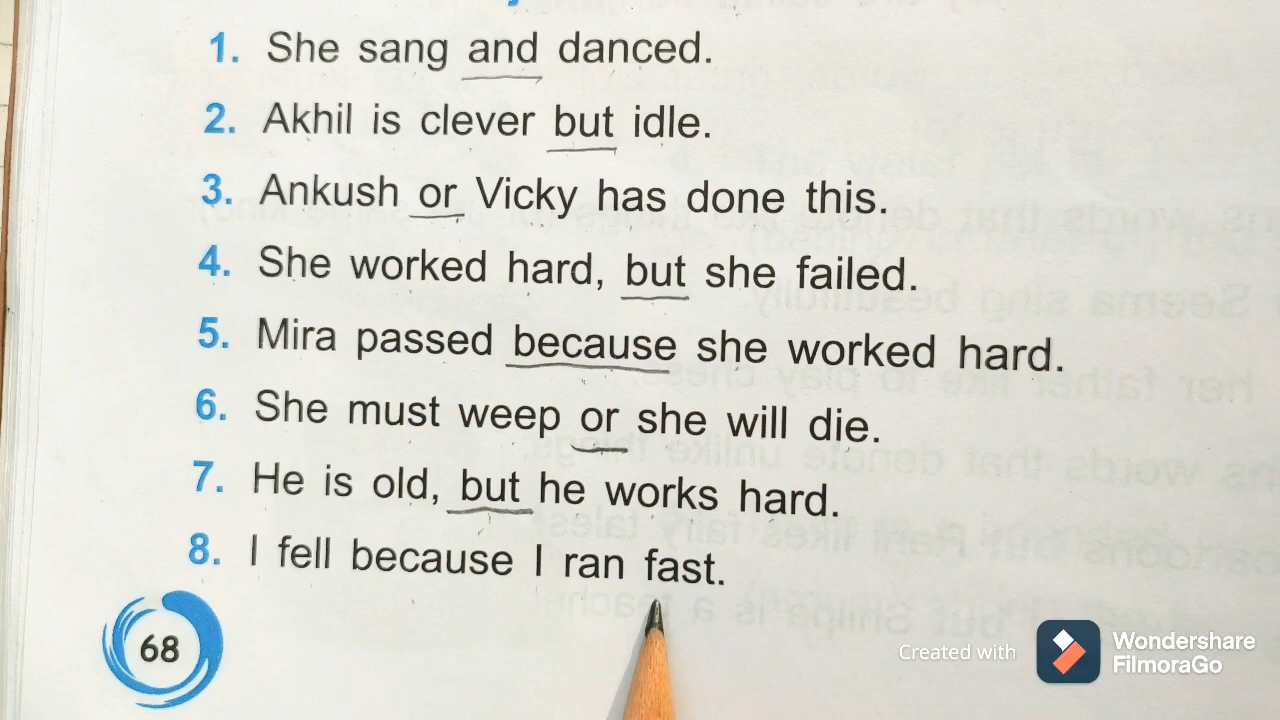 1. She sang and danced.
2. Akhil is clever but idle.
3. Ankush or Vicky has done this.
4. She worked hard, but she failed.
5. Mira passed because she worked hard.
6. She must weep or she will die.
7. He is old, but he works hard.
8. I fell because I ran fast.
68
Created with Wondershare FilmoraGo